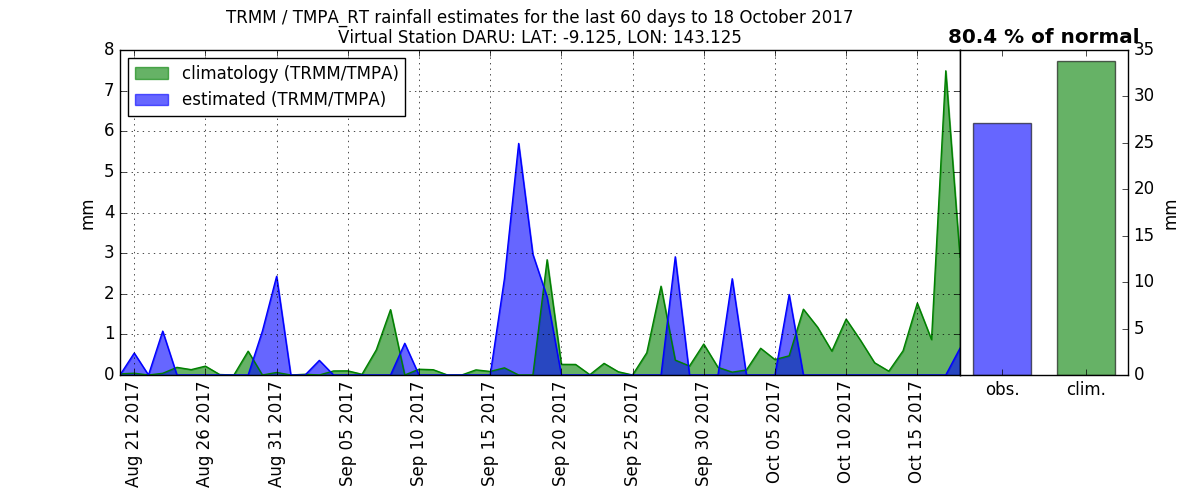 TRMM / TMPA_RT rainfall estimates for the last 60 days to 18 October 2017
Virtual Station DARU: LAT: -9.125, LON: 143.125
80.4 % of normal
climatology (TRMM/TMPA)
estimated (TRMM/TMPA)
8
7
6
5
4
3
2
1
0
mm
35
30
25
20
15
10
5
0
mm
obs.
clim.
Aug 21 2017
Aug 26 2017
Aug 31 2017
Sep 05 2017
Sep 10 2017
Sep 15 2017
Sep 20 2017
Sep 25 2017
Sep 30 2017
Oct 05 2017
Oct 10 2017
Oct 15 2017